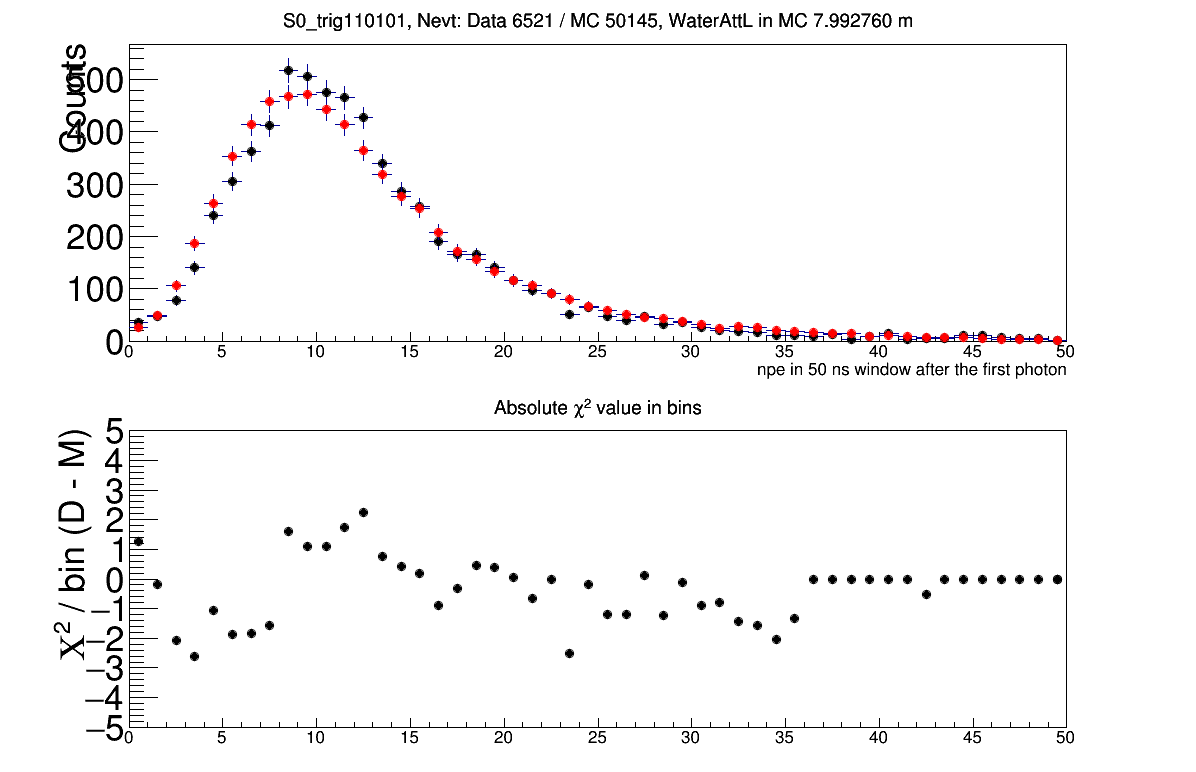 S0_trig110101, Nevt: Data 6521 / MC 50145, WaterAttL in MC 7.992760 m
Counts
500
400
300
200
100
0
0 5 10 15 20 25 30 35 40 45 50
npe in 50 ns window after the first photon
Absolute χ² value in bins
X² / bin (D - M)
5
4
3
2
1
0
−1
−2
−3
−4
−5
0 5 10 15 20 25 30 35 40 45 50